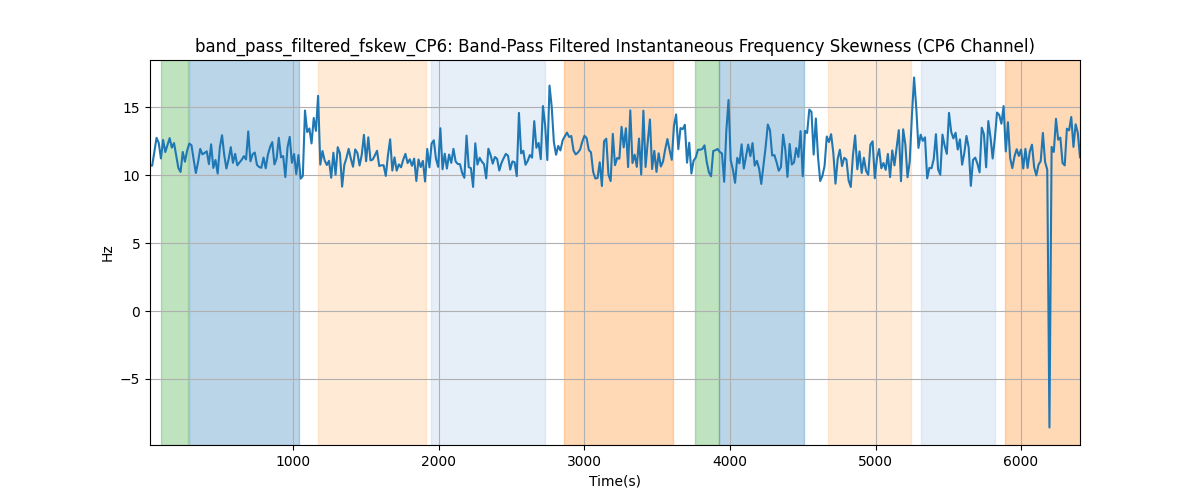 band_pass_filtered_fskew_CP6: Band-Pass Filtered Instantaneous Frequency Skewness (CP6 Channel)
15
10
5
0
−5
Hz
1000 2000 3000 4000 5000 6000
Time(s)